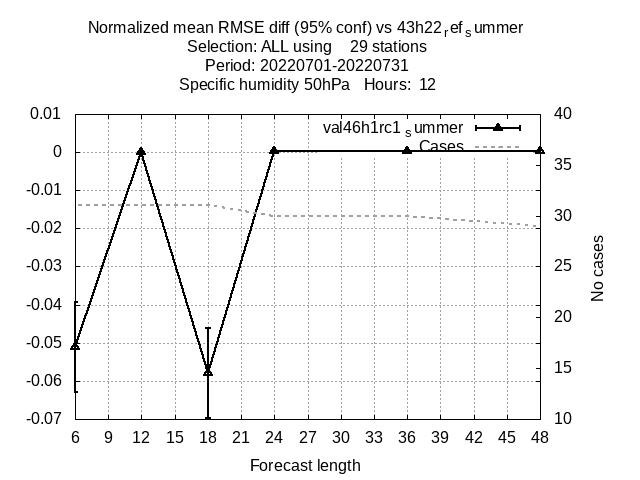 Normalized mean RMSE diff (95% conf) vs 43h22refsummer
Selection: ALL using 29 stations
Period: 20220701-20220731
Specific humidity 50hPa Hours: 12
0.01
0
-0.01
-0.02
-0.03
-0.04
-0.05
-0.06
-0.07
val46h1rc1summer
Cases
40
35
30
25
20
15
10
No cases
6 9 12 15 18 21 24 27 30 33 36 39 42 45 48
Forecast length